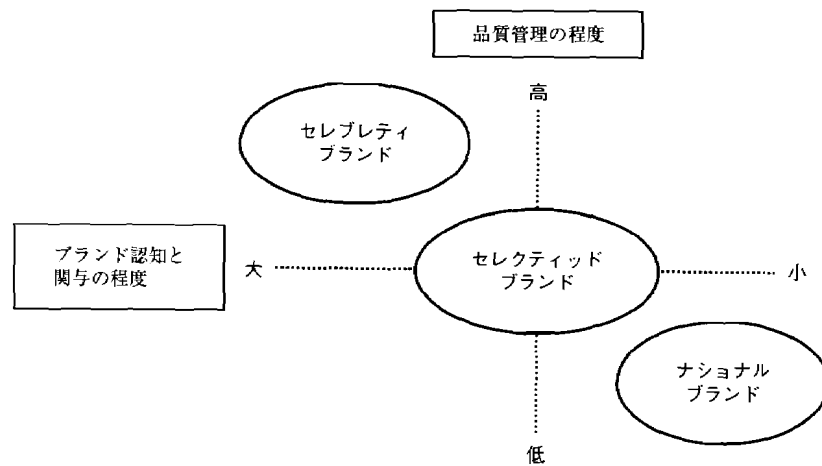 品質管理の程度
高
セレブレティ
ブランド
ブランド認知と
関与の程度
大
セレクティッド
ブランド
小
ナショナル
ブランド
低